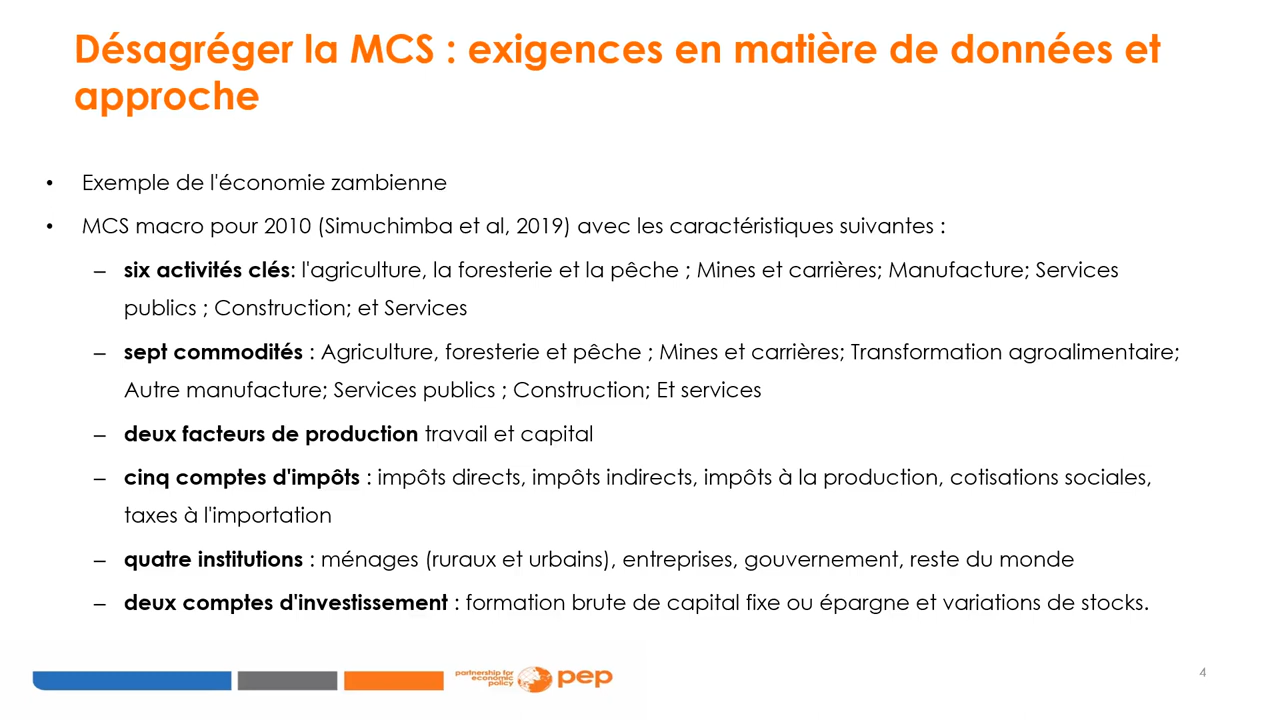 Désagréger la MCS : exigences en matière de données et
approche
• Exemple de l'économie zambienne
• MCS macro pour 2010 (Simuchimba et al, 2019) avec les caractéristiques suivantes :
– six activités clés: l'agriculture, la foresterie et la pêche ; Mines et carrières; Manufacture; Services
publics ; Construction; et Services
– sept commodités : Agriculture, foresterie et pêche ; Mines et carrières; Transformation agroalimentaire;
Autre manufacture; Services publics ; Construction; Et services
– deux facteurs de production travail et capital
– cinq comptes d'impôts : impôts directs, impôts indirects, impôts à la production, cotisations sociales,
taxes à l'importation
– quatre institutions : ménages (ruraux et urbains), entreprises, gouvernement, reste du monde
– deux comptes d'investissement : formation brute de capital fixe ou épargne et variations de stocks.
partnership for
economic
policy
pep
4